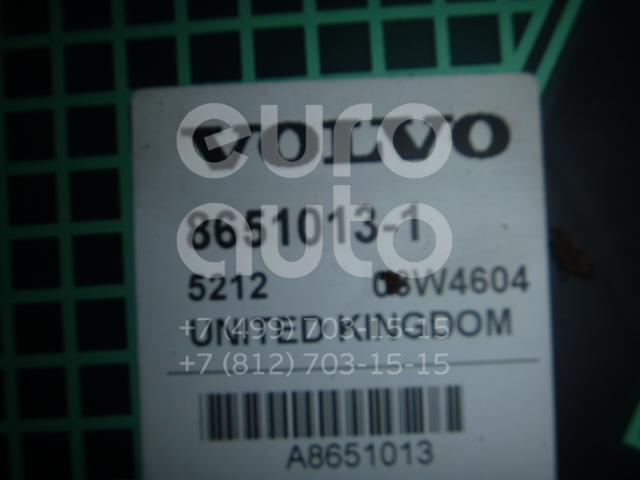 VOLVO
euro
auto
8651013-1
5212 03W4604
UNITED KINGDOM
+7 (499) 703-15-15
+7 (812) 703-15-15
A8651013